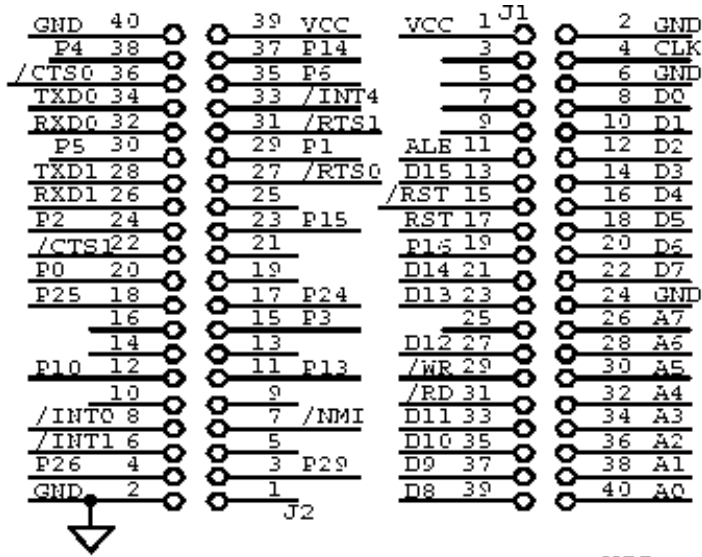 J1
GND 40 39 VCC VCC 1 2 GND
P4 38 37 P14 3 4 CLK
/CTS0 36 35 P6 5 6 GND
TXD0 34 33 /INT4 7 8 D0
RXD0 32 31 /RTS1 9 10 D1
P5 30 29 P1 ALE 11 12 D2
TXD1 28 27 /RTS0 D15 13 14 D3
RXD1 26 25 /RST 15 16 D4
P2 24 23 P15 RST 17 18 D5
/CTS1 22 21 P16 19 20 D6
P0 20 19 D14 21 22 D7
P25 18 17 P24 D13 23 24 GND
16 15 P3 25 26 A7
14 13 D12 27 28 A6
P10 12 11 P13 /WR 29 30 A5
10 9 /RD 31 32 A4
/INT0 8 7 /NMI D11 33 34 A3
/INT1 6 5 D10 35 36 A2
P26 4 3 P29 D9 37 38 A1
GND 2 1 D8 39 40 A0
J2